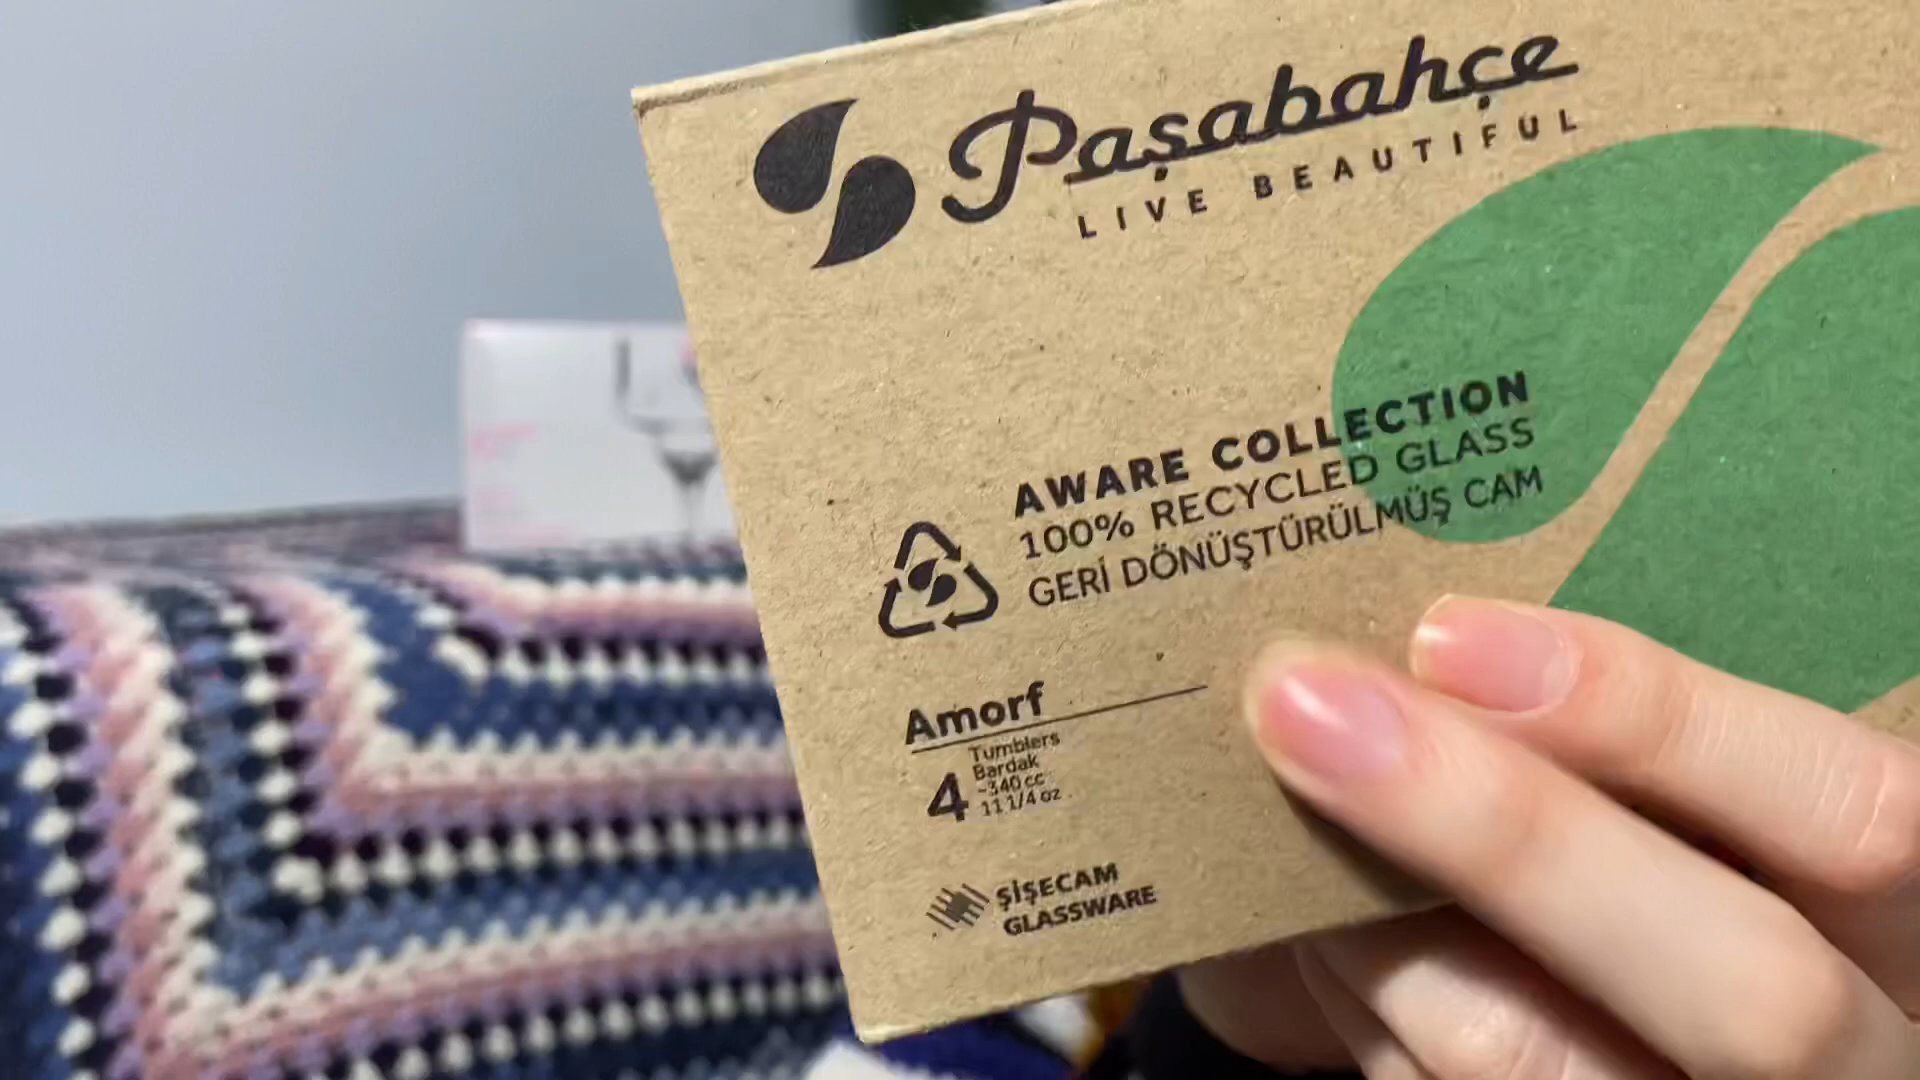 Paşabahçe
LIVE BEAUTIFUL
AWARE COLLECTION
100% RECYCLED GLASS
GERİ DÖNÜŞTÜRÜLMÜŞ CAM
Amorf
4
Tumblers
Bardak
~340 cc
11 1/4 oz
ŞİŞECAM
GLASSWARE